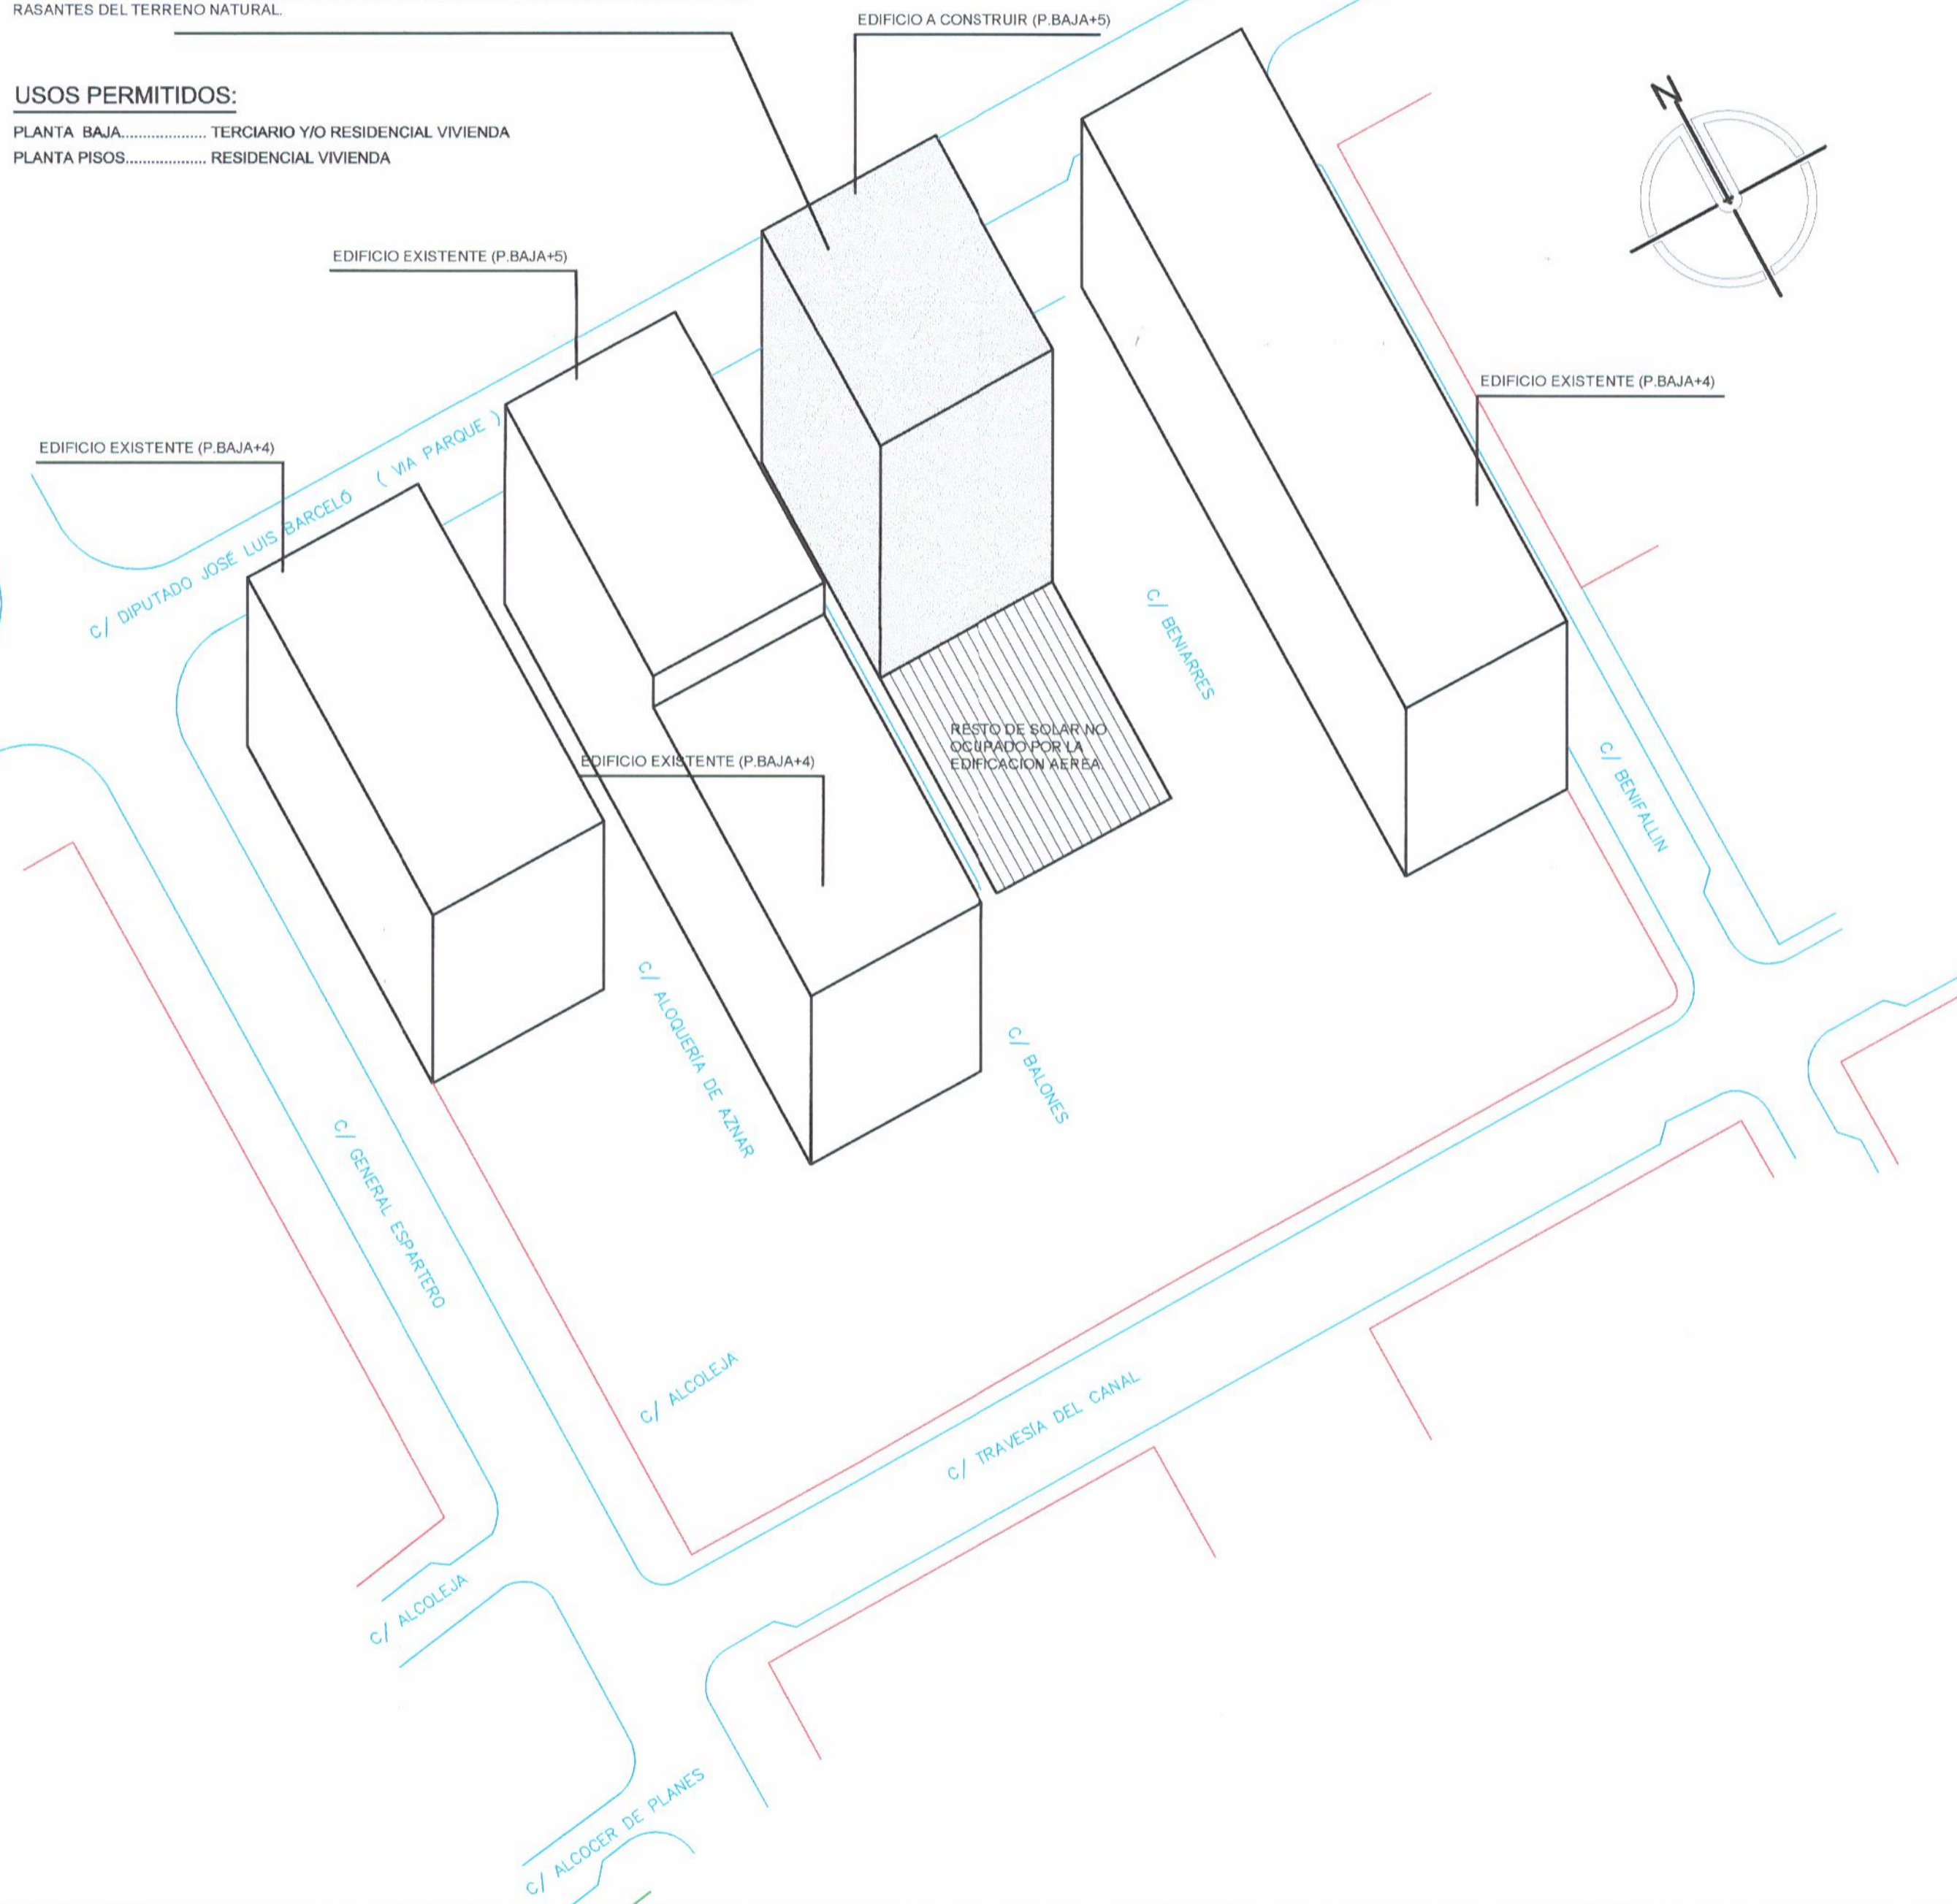 RASANTES DEL TERRENO NATURAL.
EDIFICIO A CONSTRUIR (P.BAJA+5)
USOS PERMITIDOS:
PLANTA BAJA................... TERCIARIO Y/O RESIDENCIAL VIVIENDA
PLANTA PISOS.................. RESIDENCIAL VIVIENDA
N
EDIFICIO EXISTENTE (P.BAJA+5)
EDIFICIO EXISTENTE (P.BAJA+4)
EDIFICIO EXISTENTE (P.BAJA+4)
C/ DIPUTADO JOSÉ LUIS BARCELÓ ( VIA PARQUE )
C/ BENIARRES
RESTO DE SOLAR NO
OCUPADO POR LA
EDIFICACION AEREA.
EDIFICIO EXISTENTE (P.BAJA+4)
C/ BENIFALLIN
C/ ALOQUERÍA DE AZNAR
C/ BALONES
C/ GENERAL ESPARTERO
C/ ALCOLEJA
C/ TRAVESÍA DEL CANAL
C/ ALCOLEJA
C/ ALCOCER DE PLANES